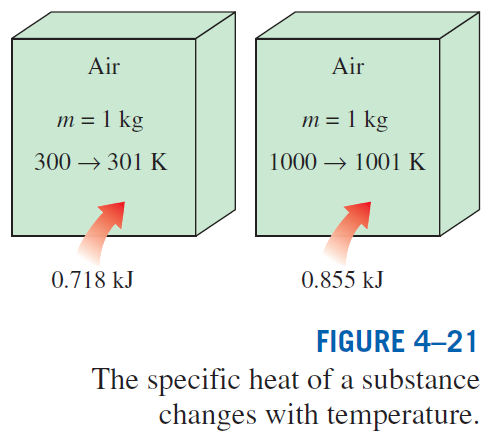 Air
m = 1 kg
300 → 301 K
0.718 kJ
Air
m = 1 kg
1000 → 1001 K
0.855 kJ
FIGURE 4–21
The specific heat of a substance
changes with temperature.